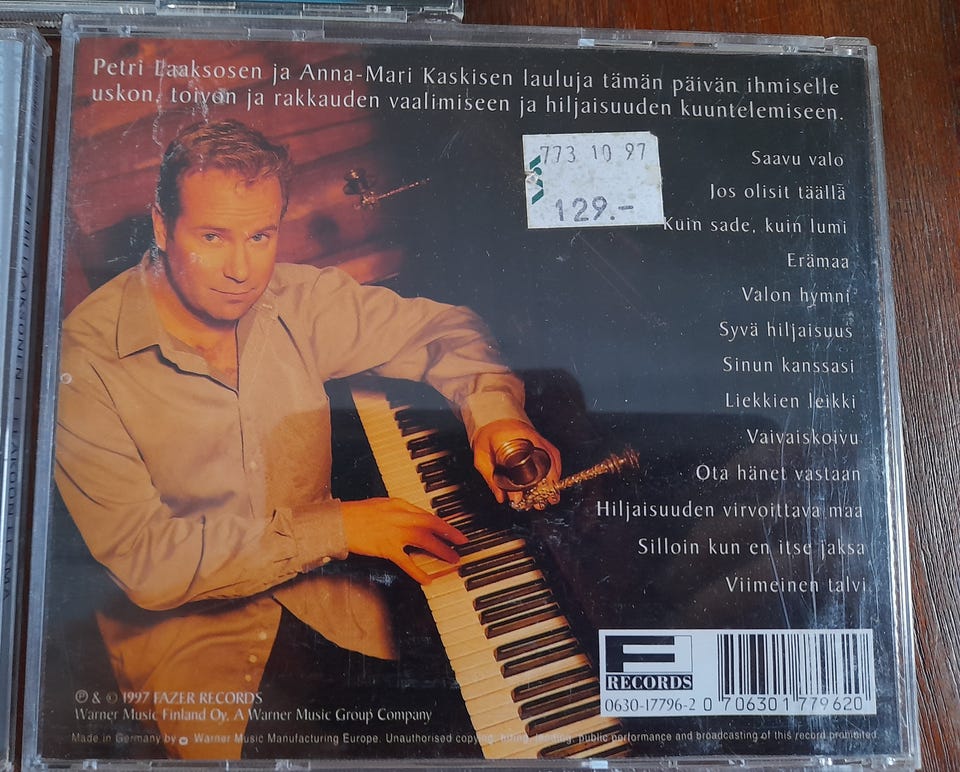 Petri Laaksosen ja Anna-Mari Kaskisen lauluja tämän päivän ihmiselle
uskon, toivon ja rakkauden vaalimiseen ja hiljaisuuden kuuntelemiseen.
773 10 97
129.-
Saavu valo
Jos olisit täällä
Kuin sade, kuin lumi
Erämaa
Valon hymni
Syvä hiljaisuus
Sinun kanssasi
Liekkien leikki
Vaivaiskoivu
Ota hänet vastaan
Hiljaisuuden virvoittava maa
Silloin kun en itse jaksa
Viimeinen talvi
F
RECORDS
0630-17796-2
0 706301 779620
℗ & © 1997 FAZER RECORDS
Warner Music Finland Oy, A Warner Music Group Company
Made in Germany by Warner Music Manufacturing Europe. Unauthorised copying, hiring, lending, public performance and broadcasting of this record prohibited.
PETRI LAAKSONEN